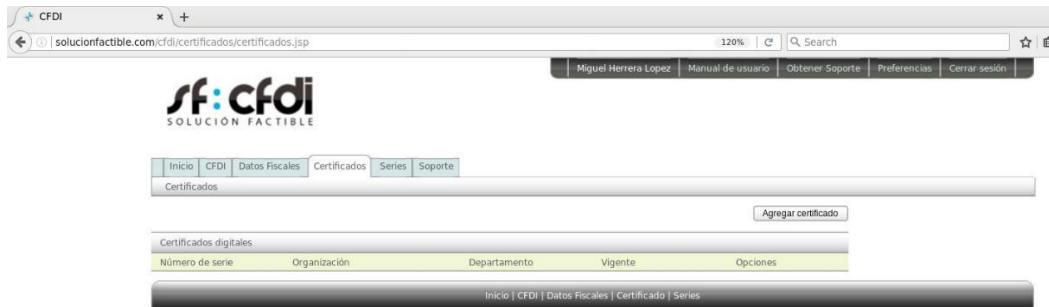 CFDI
solucionfactible.com/cfdi/certificados/certificados.jsp 120% Search
Miguel Herrera Lopez Manual de usuario Obtener Soporte Preferencias Cerrar sesión
sf:cfdi
SOLUCIÓN FACTIBLE
Inicio CFDI Datos Fiscales Certificados Series Soporte
Certificados
Agregar certificado
Certificados digitales
Número de serie Organización Departamento Vigente Opciones
Inicio | CFDI | Datos Fiscales | Certificado | Series